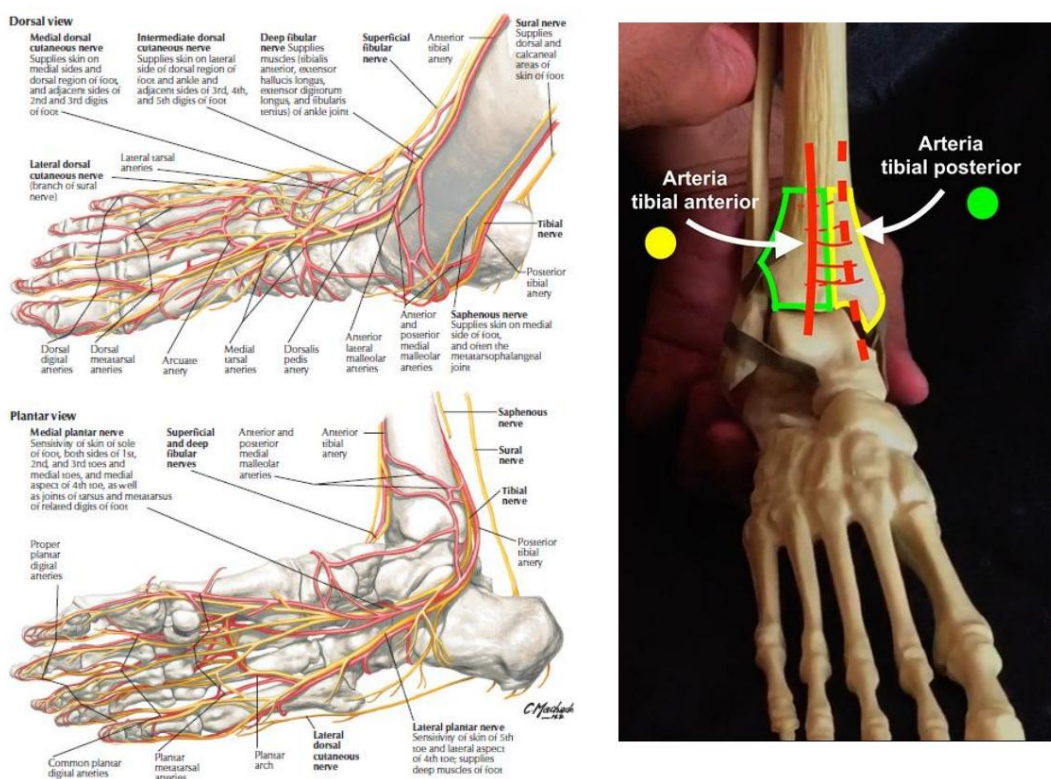 Dorsal view
Medial dorsal
cutaneous nerve
Supplies skin on
medial sides and
dorsal region of foot,
and adjacent sides of
2nd and 3rd digits
of foot
Intermediate dorsal
cutaneous nerve
Supplies skin on lateral
side of dorsal region of
foot and ankle and
adjacent sides of 3rd, 4th,
and 5th digits of foot
Deep fibular
nerve Supplies
muscles (tibialis
anterior, extensor
hallucis longus,
extensor digitorum
longus, and fibularis
tertius) of ankle joint
Superficial
fibular
nerve
Anterior
tibial
artery
Sural nerve
Supplies
dorsal and
calcaneal
areas of
skin of foot
Lateral dorsal
cutaneous nerve
(branch of sural
nerve)
Lateral tarsal
arteries
Tibial
nerve
Posterior
tibial
artery
Dorsal
digital
arteries
Dorsal
metatarsal
arteries
Arcuate
artery
Medial
tarsal
arteries
Dorsalis
pedis
artery
Anterior
lateral
malleolar
arteries
Anterior
and
posterior
medial
malleolar
arteries
Saphenous nerve
Supplies skin on medial
side of foot,
and often the
metatarsophalangeal
joint
Plantar view
Medial plantar nerve
Sensitivity of skin of sole
of foot, both sides of 1st,
2nd, and 3rd toes and
medial toes, and medial
aspect of 4th toe, as well
as joints of tarsus and metatarsus
of related digits of foot
Superficial
and deep
fibular
nerves
Anterior and
posterior
medial
malleolar
arteries
Anterior
tibial
artery
Saphenous
nerve
Sural
nerve
Tibial
nerve
Posterior
tibial
artery
Proper
plantar
digital
arteries
Common plantar
digital arteries
Plantar
metatarsal
arteries
Plantar
arch
Lateral
dorsal
cutaneous
nerve
Lateral plantar nerve
Sensitivity of skin of 5th
toe and lateral aspect
of 4th toe; supplies
deep muscles of foot
C. Machado
Arteria
tibial anterior
Arteria
tibial posterior